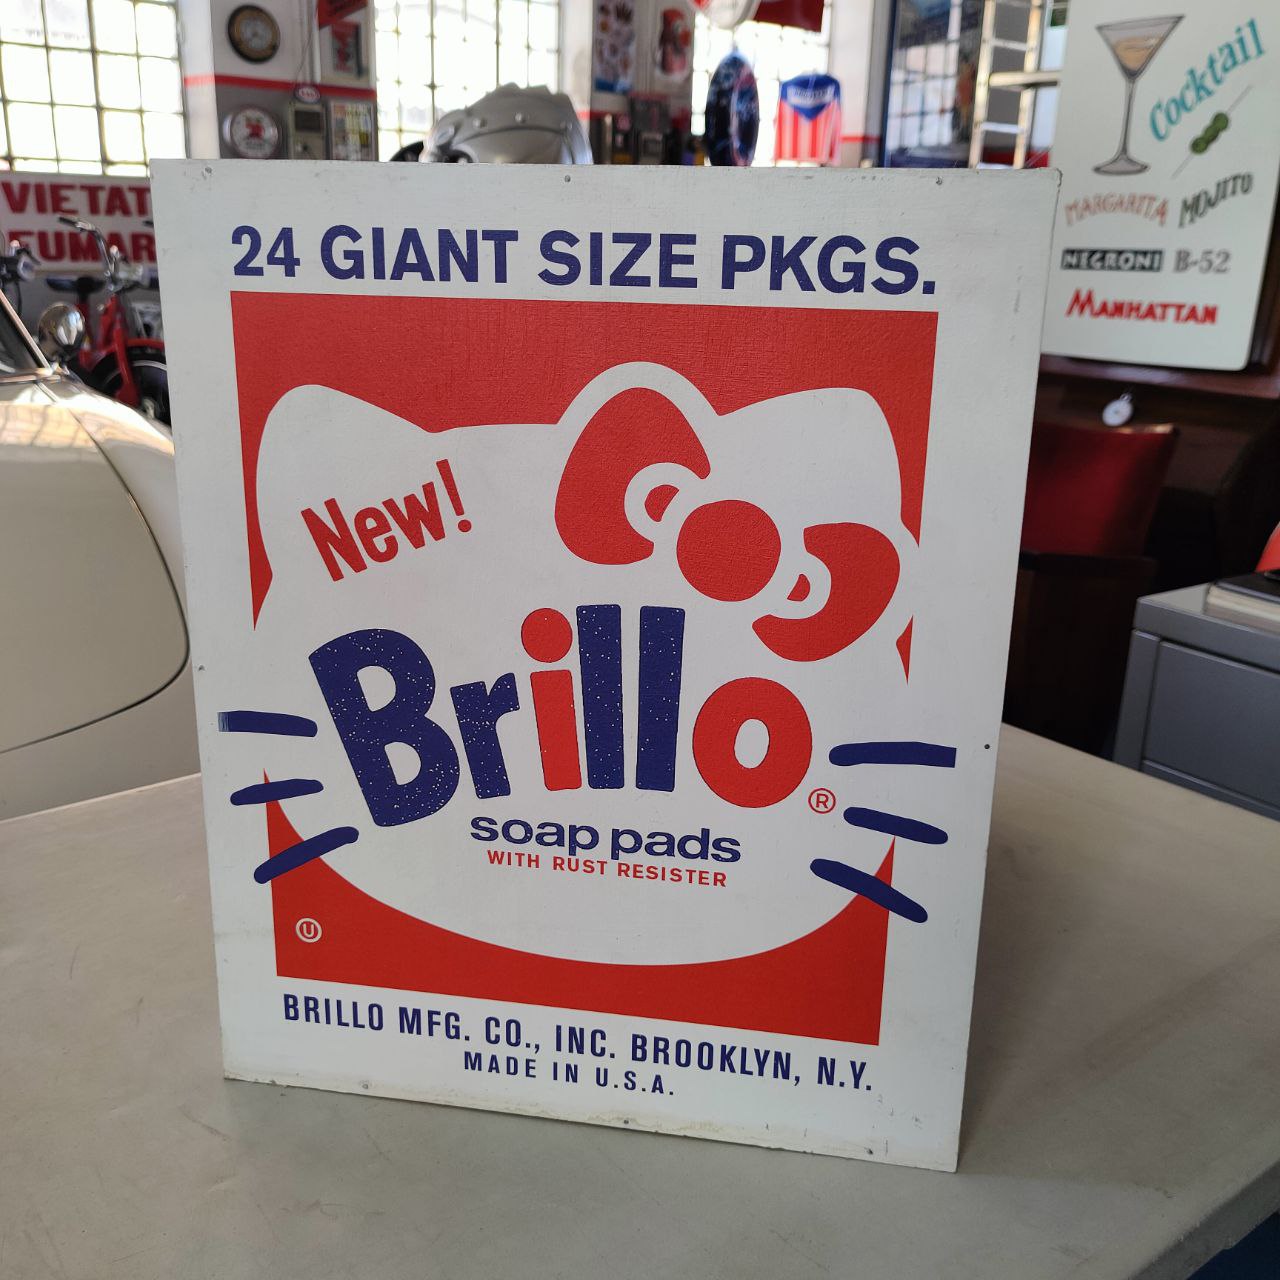 24 GIANT SIZE PKGS.
New!
Brillo®
soap pads
WITH RUST RESISTER
U
BRILLO MFG. CO., INC. BROOKLYN, N.Y.
MADE IN U.S.A.
VIETAT
FUMAR
Cocktail
MARGARITA MOJITO
NEGRONI B-52
MANHATTAN